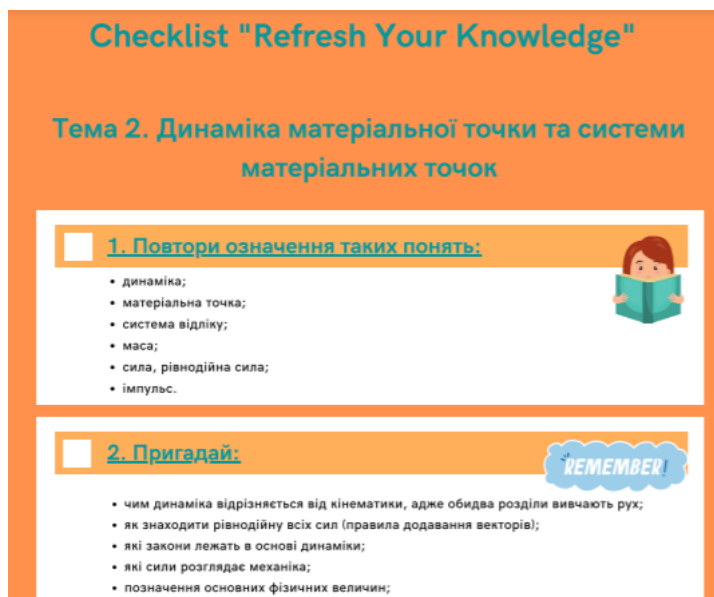 Checklist "Refresh Your Knowledge"
Тема 2. Динаміка матеріальної точки та системи
матеріальних точок
1. Повтори означення таких понять:
• динаміка;
• матеріальна точка;
• система відліку;
• маса;
• сила, рівнодійна сила;
• імпульс.
2. Пригадай:
REMEMBER!
• чим динаміка відрізняється від кінематики, адже обидва розділи вивчають рух;
• як знаходити рівнодійну всіх сил (правила додавання векторів);
• які закони лежать в основі динаміки;
• які сили розглядає механіка;
• позначення основних фізичних величин;